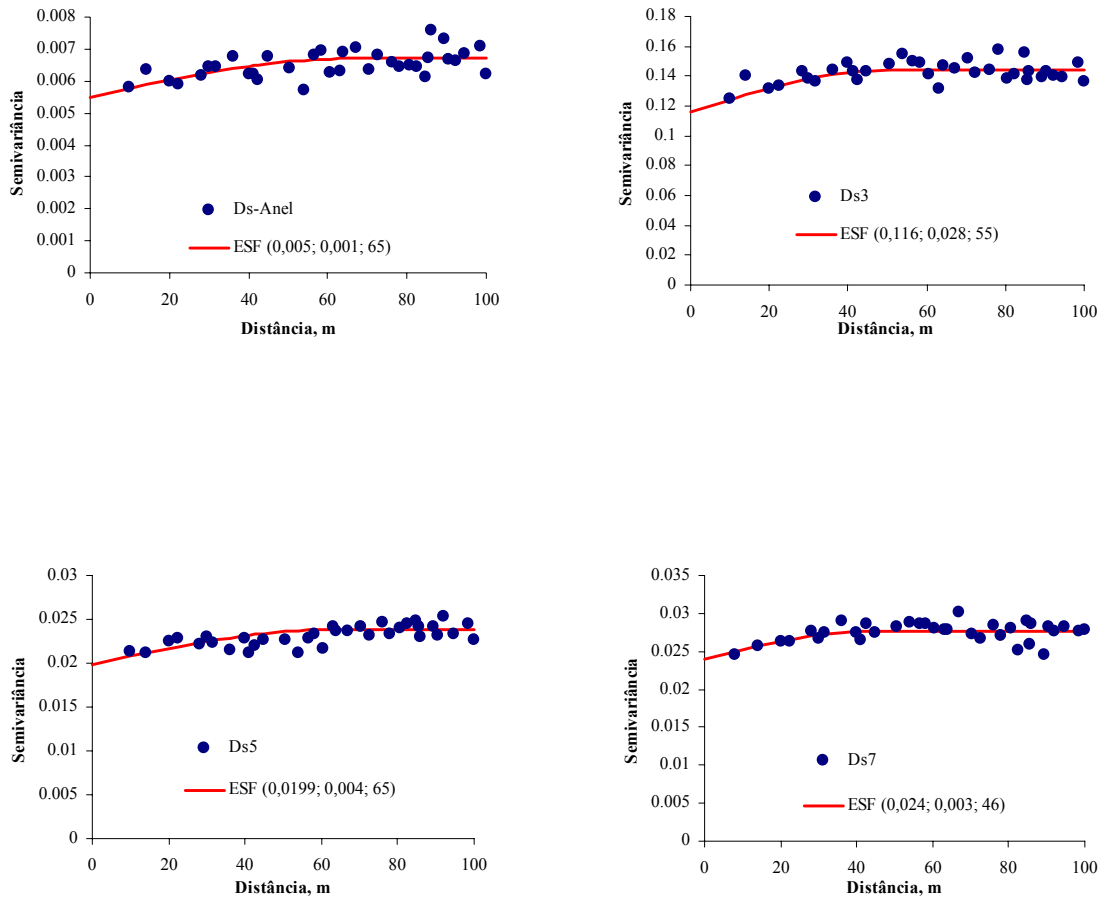 0.008
0.007
0.006
0.005
0.004
0.003
0.002
0.001
0
Semivariância
Ds-Anel
ESF (0,005; 0,001; 65)
0 20 40 60 80 100
Distância, m
0.18
0.16
0.14
0.12
0.1
0.08
0.06
0.04
0.02
0
Semivariância
Ds3
ESF (0,116; 0,028; 55)
0 20 40 60 80 100
Distância, m
0.03
0.025
0.02
0.015
0.01
0.005
0
Semivariância
Ds5
ESF (0,0199; 0,004; 65)
0 20 40 60 80 100
Distância, m
0.035
0.03
0.025
0.02
0.015
0.01
0.005
0
Semivariância
Ds7
ESF (0,024; 0,003; 46)
0 20 40 60 80 100
Distância, m